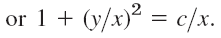 or 1 + (y/x)² = c/x.